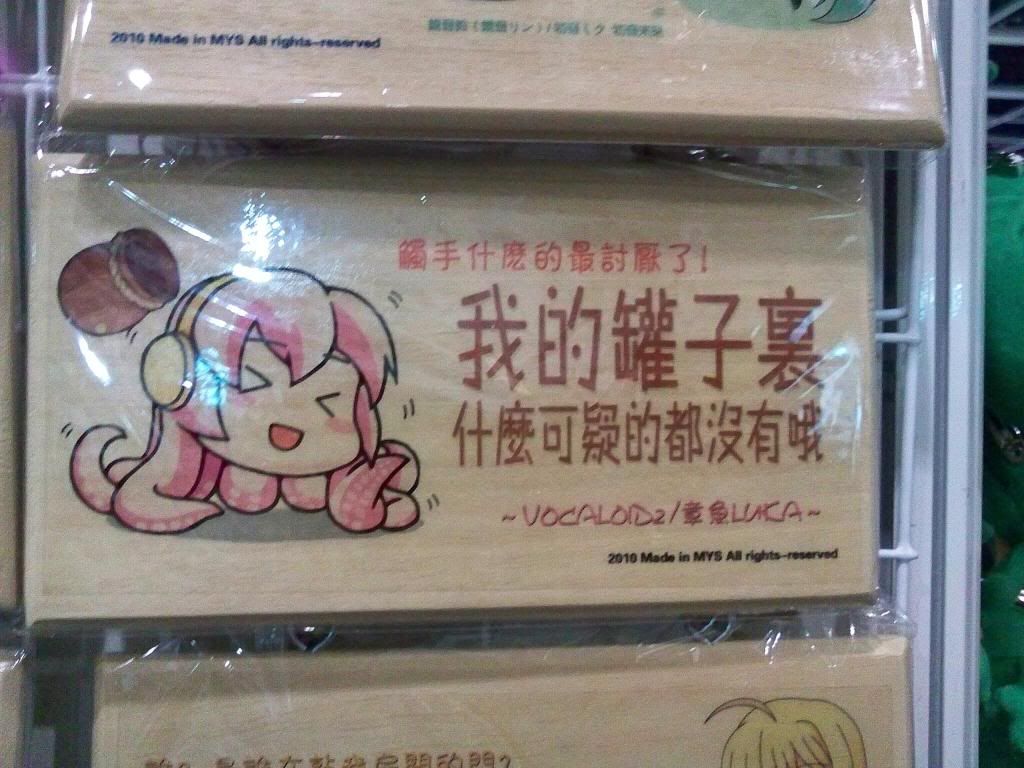 2010 Made in MYS All rights-reserved
觸手什麼的最討厭了!
我的罐子裏
什麼可疑的都沒有哦
~VOCALOID2/章魚LUKA~
2010 Made in MYS All rights-reserved